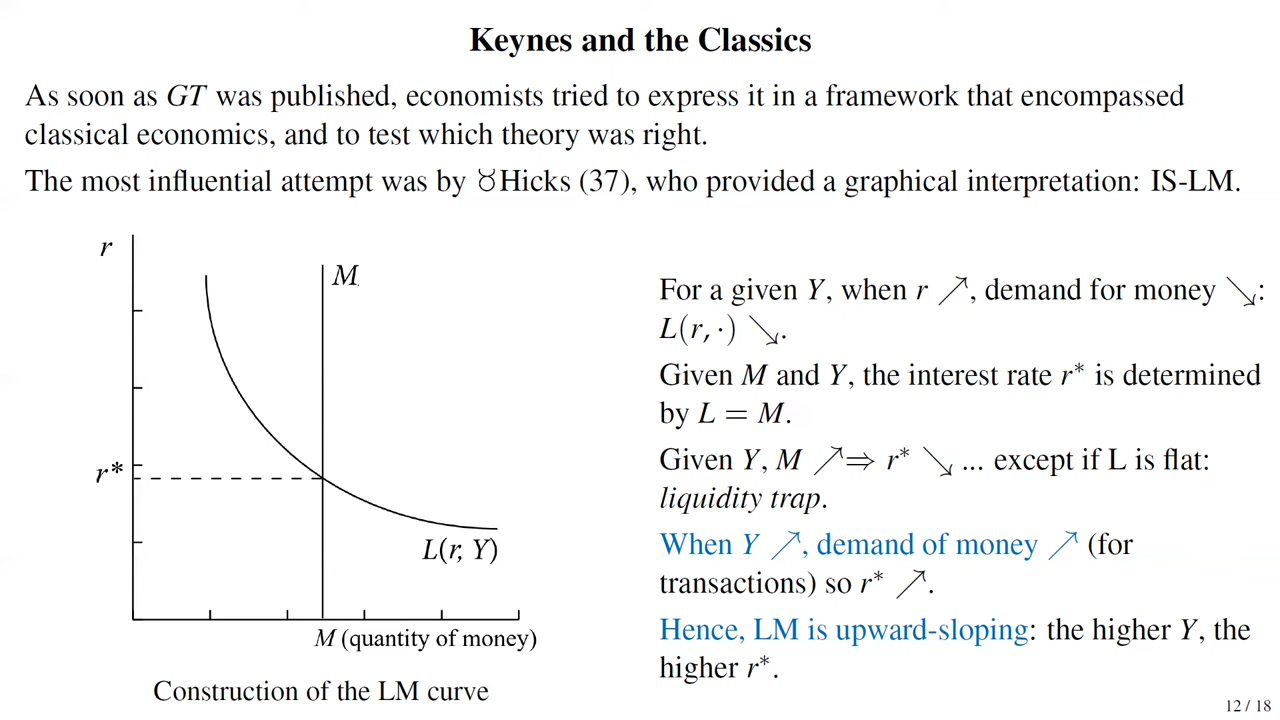 Keynes and the Classics
As soon as GT was published, economists tried to express it in a framework that encompassed
classical economics, and to test which theory was right.
The most influential attempt was by ♉Hicks (37), who provided a graphical interpretation: IS-LM.
r
M
r*
L(r, Y)
M (quantity of money)
Construction of the LM curve
For a given Y, when r ↗, demand for money ↘:
L(r, ·) ↘.
Given M and Y, the interest rate r* is determined
by L = M.
Given Y, M ↗⇒ r* ↘ ... except if L is flat:
liquidity trap.
When Y ↗, demand of money ↗ (for
transactions) so r* ↗.
Hence, LM is upward-sloping: the higher Y, the
higher r*.
12 / 18